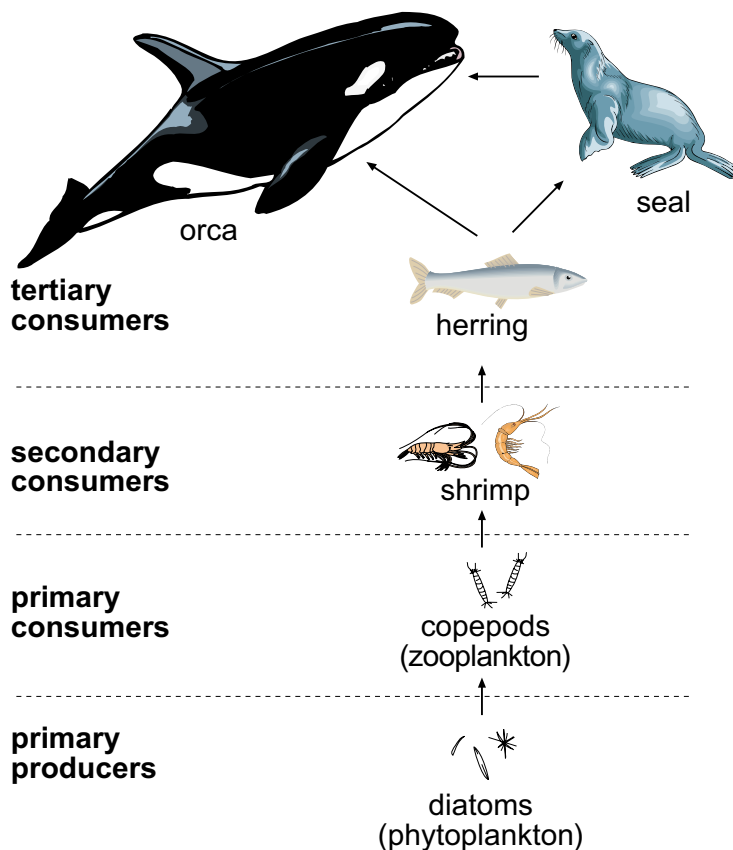 orca
seal
tertiary
consumers
herring
secondary
consumers
shrimp
primary
consumers
copepods
(zooplankton)
primary
producers
diatoms
(phytoplankton)